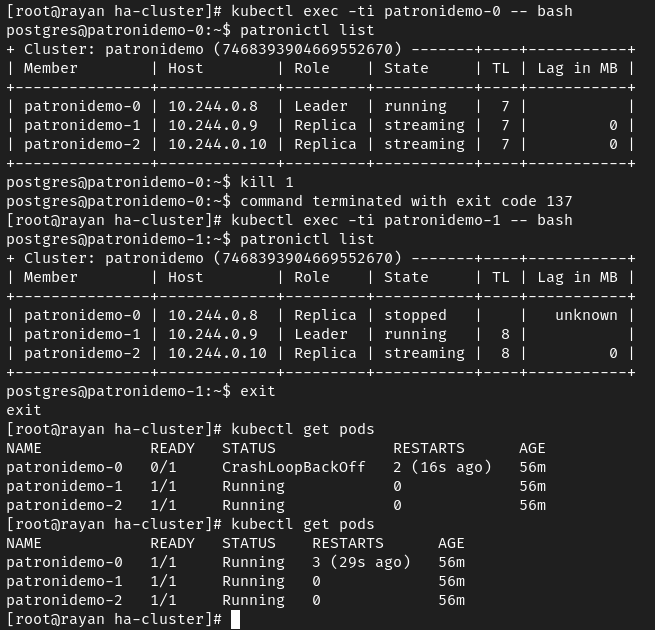 [root@rayan ha-cluster]# kubectl exec -ti patronidemo-0 -- bash
postgres@patronidemo-0:~$ patronictl list
+ Cluster: patronidemo (7468393904669552670) -------+----+-----------+
| Member        | Host        | Role    | State     | TL | Lag in MB |
+---------------+-------------+---------+-----------+----+-----------+
| patronidemo-0 | 10.244.0.8  | Leader  | running   |  7 |           |
| patronidemo-1 | 10.244.0.9  | Replica | streaming |  7 |         0 |
| patronidemo-2 | 10.244.0.10 | Replica | streaming |  7 |         0 |
+---------------+-------------+---------+-----------+----+-----------+
postgres@patronidemo-0:~$ kill 1
postgres@patronidemo-0:~$ command terminated with exit code 137
[root@rayan ha-cluster]# kubectl exec -ti patronidemo-1 -- bash
postgres@patronidemo-1:~$ patronictl list
+ Cluster: patronidemo (7468393904669552670) -------+----+-----------+
| Member        | Host        | Role    | State     | TL | Lag in MB |
+---------------+-------------+---------+-----------+----+-----------+
| patronidemo-0 | 10.244.0.8  | Replica | stopped   |    |   unknown |
| patronidemo-1 | 10.244.0.9  | Leader  | running   |  8 |           |
| patronidemo-2 | 10.244.0.10 | Replica | streaming |  8 |         0 |
+---------------+-------------+---------+-----------+----+-----------+
postgres@patronidemo-1:~$ exit
exit
[root@rayan ha-cluster]# kubectl get pods
NAME            READY   STATUS             RESTARTS      AGE
patronidemo-0   0/1     CrashLoopBackOff   2 (16s ago)   56m
patronidemo-1   1/1     Running            0             56m
patronidemo-2   1/1     Running            0             56m
[root@rayan ha-cluster]# kubectl get pods
NAME            READY   STATUS    RESTARTS      AGE
patronidemo-0   1/1     Running   3 (29s ago)   56m
patronidemo-1   1/1     Running   0             56m
patronidemo-2   1/1     Running   0             56m
[root@rayan ha-cluster]#